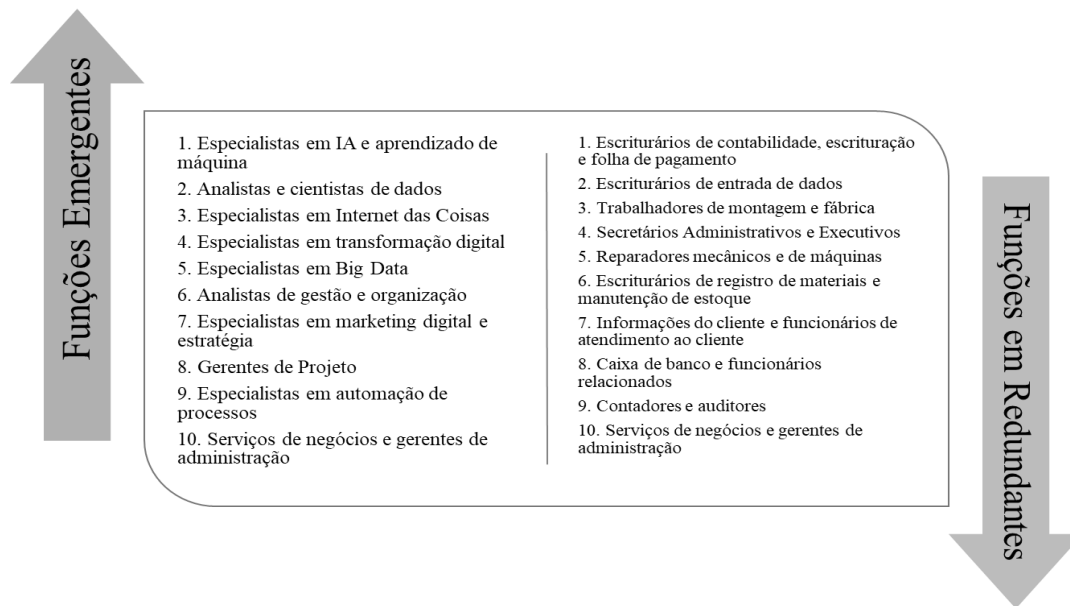 Funções Emergentes
1. Especialistas em IA e aprendizado de
máquina
2. Analistas e cientistas de dados
3. Especialistas em Internet das Coisas
4. Especialistas em transformação digital
5. Especialistas em Big Data
6. Analistas de gestão e organização
7. Especialistas em marketing digital e
estratégia
8. Gerentes de Projeto
9. Especialistas em automação de
processos
10. Serviços de negócios e gerentes de
administração
1. Escriturários de contabilidade, escrituração
e folha de pagamento
2. Escriturários de entrada de dados
3. Trabalhadores de montagem e fábrica
4. Secretários Administrativos e Executivos
5. Reparadores mecânicos e de máquinas
6. Escriturários de registro de materiais e
manutenção de estoque
7. Informações do cliente e funcionários de
atendimento ao cliente
8. Caixa de banco e funcionários
relacionados
9. Contadores e auditores
10. Serviços de negócios e gerentes de
administração
Funções em Redundantes